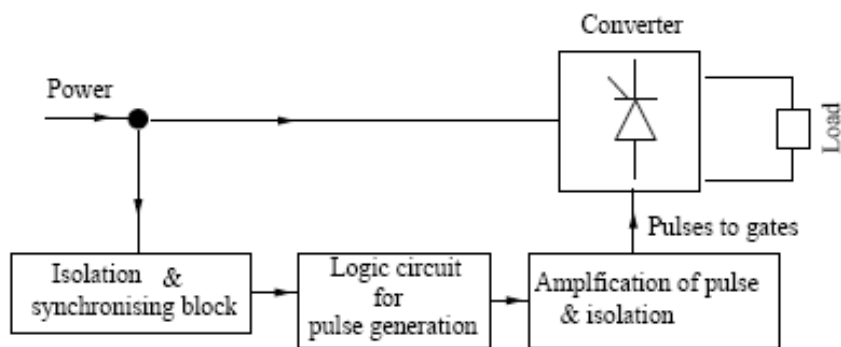 Converter
Power
Load
Pulses to gates
Isolation &
synchronising block
Logic circuit
for
pulse generation
Amplfication of pulse
& isolation